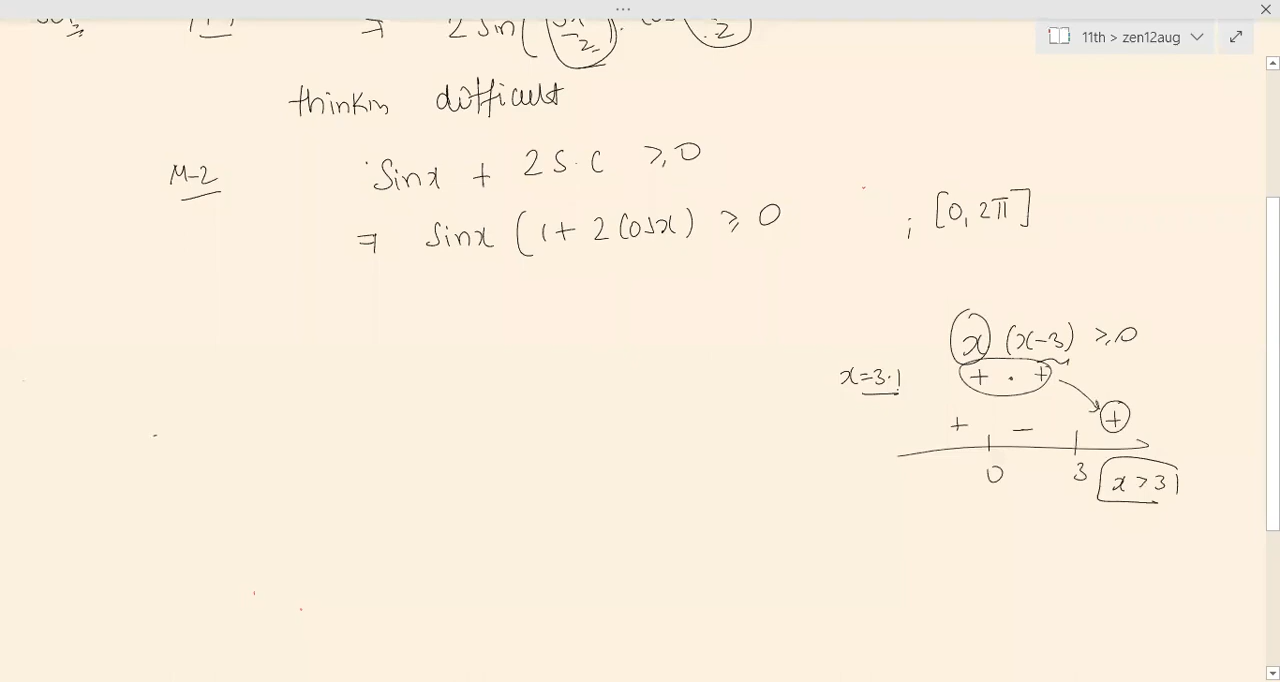 11th > zen12aug
thinkin difficult
M-2 Sinx + 2S.C ≥ 0
⇒ Sinx (1 + 2Cosx) ≥ 0 ; [0, 2π]
x (x-3) ≥ 0
x=3.1 + . +
+ - +
0 3 x > 3